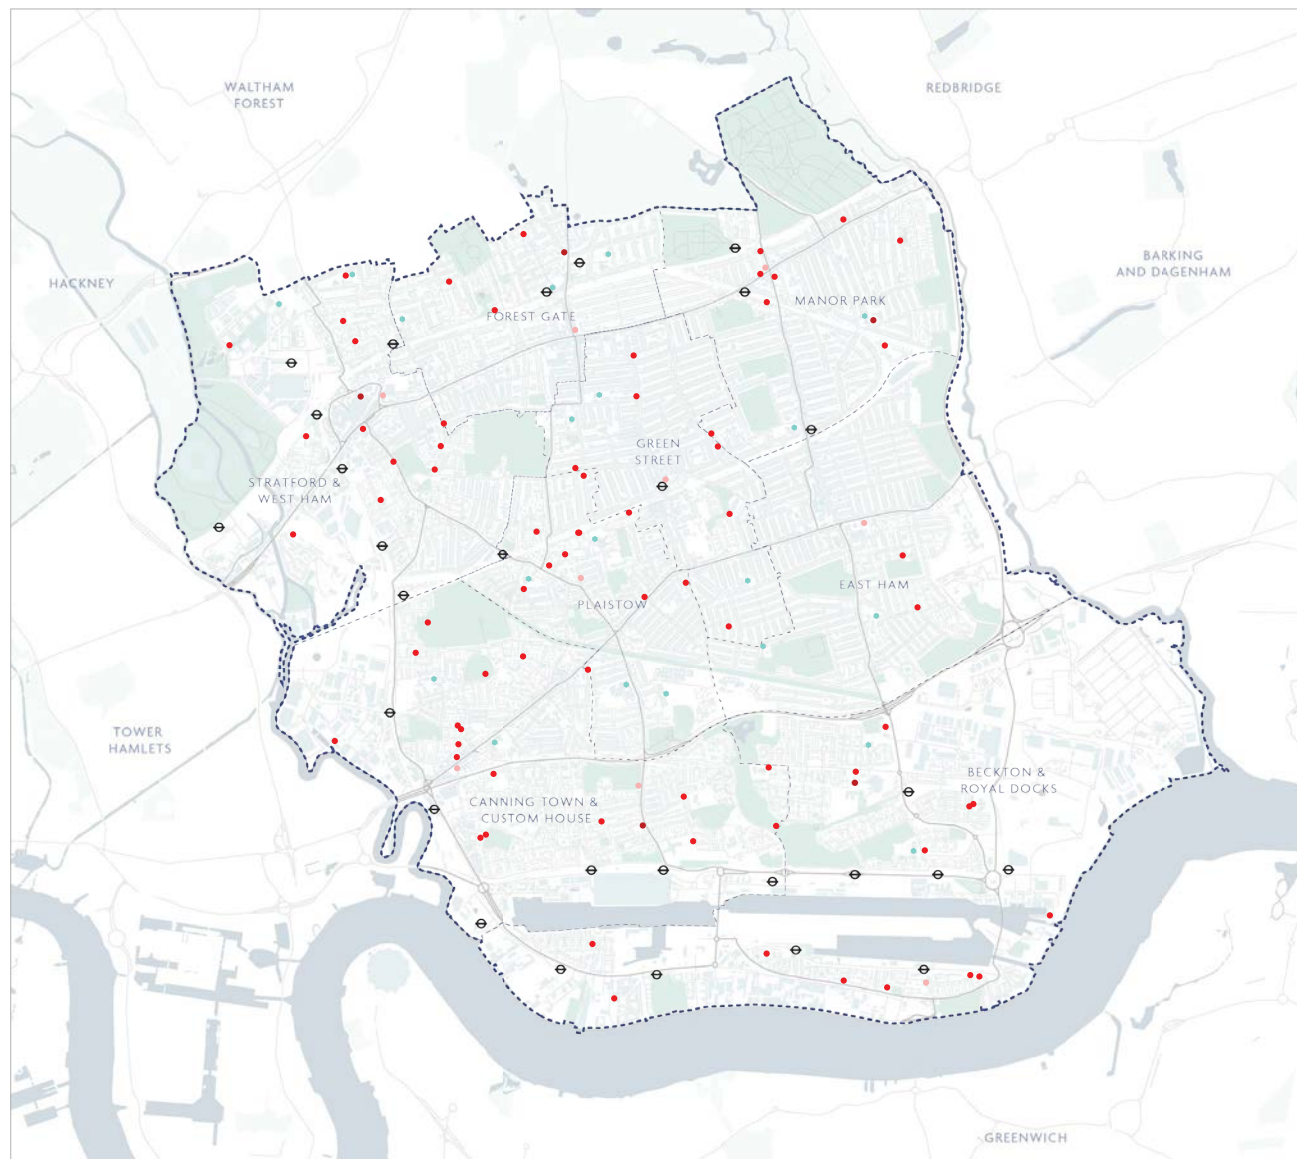 WALTHAM
FOREST
REDBRIDGE
HACKNEY
BARKING
AND DAGENHAM
MANOR PARK
FOREST GATE
GREEN
STREET
STRATFORD &
WEST HAM
EAST HAM
PLAISTOW
TOWER
HAMLETS
BECKTON &
ROYAL DOCKS
CANNING TOWN &
CUSTOM HOUSE
GREENWICH